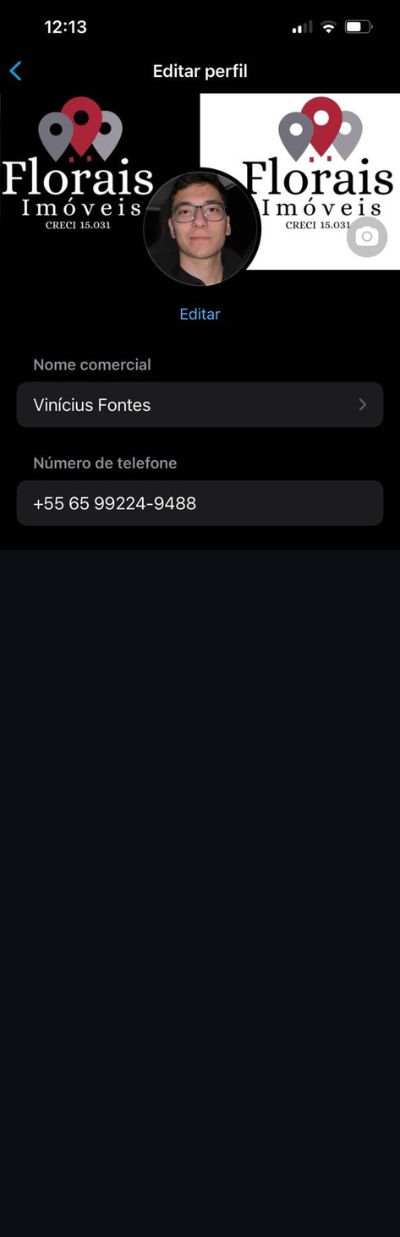 12:13
Editar perfil
Florais
Imóveis
CRECI 15.031
Florais
Imóveis
CRECI 15.031
Editar
Nome comercial
Vinícius Fontes
Número de telefone
+55 65 99224-9488